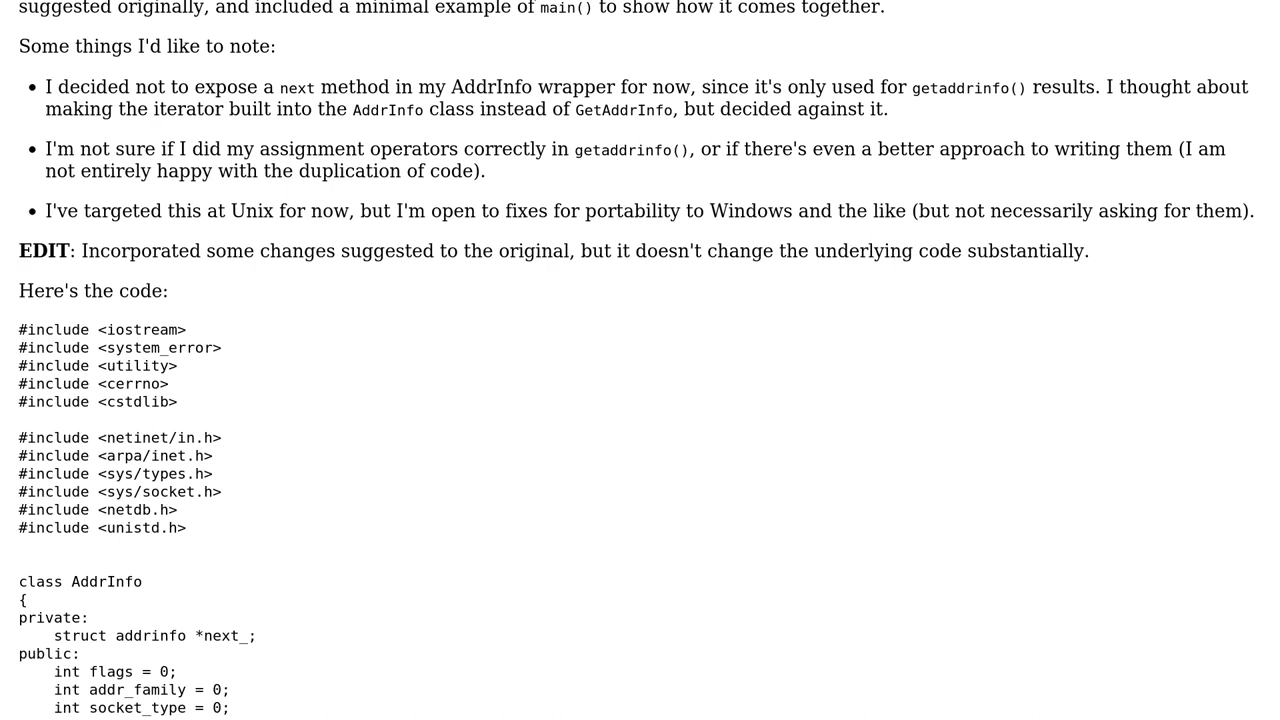 suggested originally, and included a minimal example of main() to show how it comes together.
Some things I'd like to note:
• I decided not to expose a next method in my AddrInfo wrapper for now, since it's only used for getaddrinfo() results. I thought about
making the iterator built into the AddrInfo class instead of GetAddrInfo, but decided against it.
• I'm not sure if I did my assignment operators correctly in getaddrinfo(), or if there's even a better approach to writing them (I am
not entirely happy with the duplication of code).
• I've targeted this at Unix for now, but I'm open to fixes for portability to Windows and the like (but not necessarily asking for them).
EDIT: Incorporated some changes suggested to the original, but it doesn't change the underlying code substantially.
Here's the code:
#include <iostream>
#include <system_error>
#include <utility>
#include <cerrno>
#include <cstdlib>
#include <netinet/in.h>
#include <arpa/inet.h>
#include <sys/types.h>
#include <sys/socket.h>
#include <netdb.h>
#include <unistd.h>
class AddrInfo
{
private:
    struct addrinfo *next_;
public:
    int flags = 0;
    int addr_family = 0;
    int socket_type = 0;